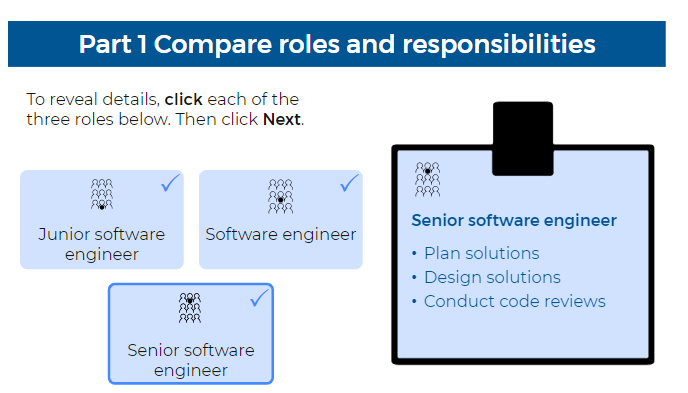 Part 1 Compare roles and responsibilities
To reveal details, click each of the
three roles below. Then click Next.
Junior software
engineer
Software engineer
Senior software
engineer
Senior software engineer
• Plan solutions
• Design solutions
• Conduct code reviews